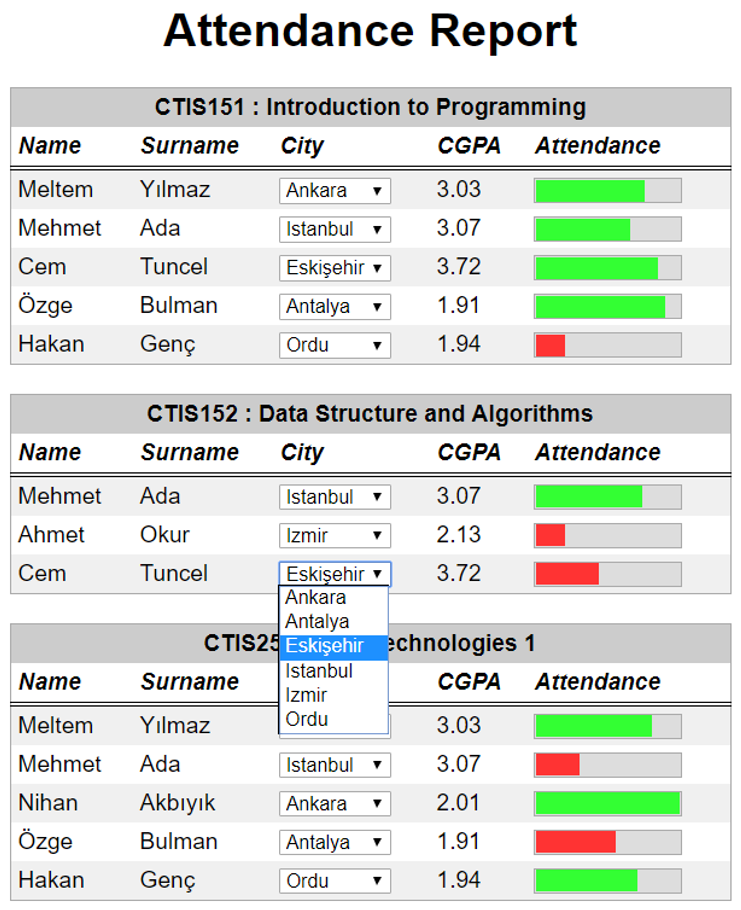 Attendance Report
CTIS151 : Introduction to Programming
Name Surname City CGPA Attendance
Meltem Yılmaz Ankara 3.03
Mehmet Ada Istanbul 3.07
Cem Tuncel Eskişehir 3.72
Özge Bulman Antalya 1.91
Hakan Genç Ordu 1.94
CTIS152 : Data Structure and Algorithms
Name Surname City CGPA Attendance
Mehmet Ada Istanbul 3.07
Ahmet Okur Izmir 2.13
Cem Tuncel Eskişehir 3.72
Ankara
Antalya
Eskişehir
Istanbul
Izmir
Ordu
CTIS25 echnologies 1
Name Surname CGPA Attendance
Meltem Yılmaz 3.03
Mehmet Ada Istanbul 3.07
Nihan Akbıyık Ankara 2.01
Özge Bulman Antalya 1.91
Hakan Genç Ordu 1.94